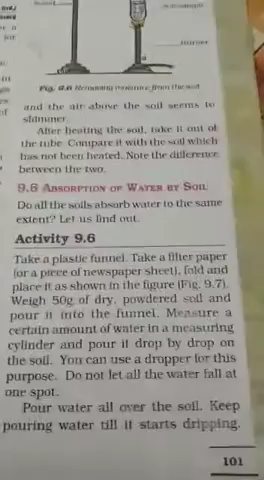 burner
Fig. 9.6 Removing moisture from the soil
and the air above the soil seems to
shimmer.
After heating the soil, take it out of
the tube. Compare it with the soil which
has not been heated. Note the difference
between the two.
9.6 ABSORPTION OF WATER BY SOIL
Do all the soils absorb water to the same
extent? Let us find out.
Activity 9.6
Take a plastic funnel. Take a filter paper
(or a piece of newspaper sheet), fold and
place it as shown in the figure (Fig. 9.7).
Weigh 50g of dry, powdered soil and
pour it into the funnel. Measure a
certain amount of water in a measuring
cylinder and pour it drop by drop on
the soil. You can use a dropper for this
purpose. Do not let all the water fall at
one spot.
Pour water all over the soil. Keep
pouring water till it starts dripping.
101